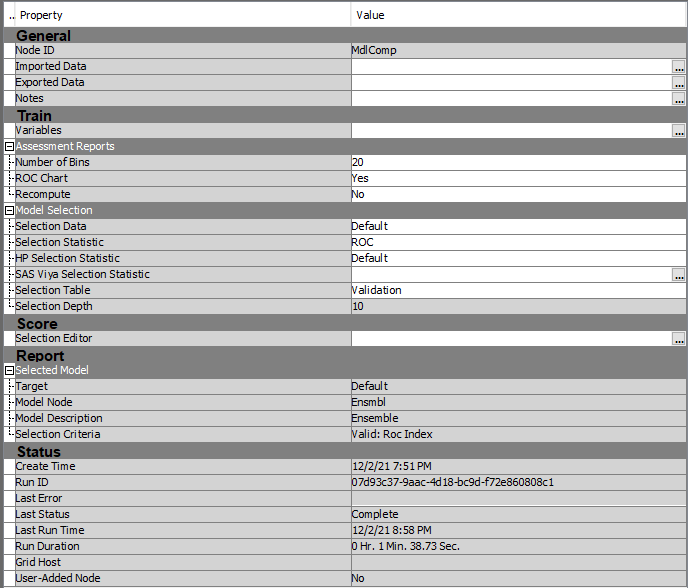 .. Property Value
General
Node ID MdlComp
Imported Data ...
Exported Data ...
Notes ...
Train
Variables ...
Assessment Reports
Number of Bins 20
ROC Chart Yes
Recompute No
Model Selection
Selection Data Default
Selection Statistic ROC
HP Selection Statistic Default
SAS Viya Selection Statistic ...
Selection Table Validation
Selection Depth 10
Score
Selection Editor ...
Report
Selected Model
Target Default
Model Node Ensmbl
Model Description Ensemble
Selection Criteria Valid: Roc Index
Status
Create Time 12/2/21 7:51 PM
Run ID 07d93c37-9aac-4d18-bc9d-f72e860808c1
Last Error
Last Status Complete
Last Run Time 12/2/21 8:58 PM
Run Duration 0 Hr. 1 Min. 38.73 Sec.
Grid Host
User-Added Node No